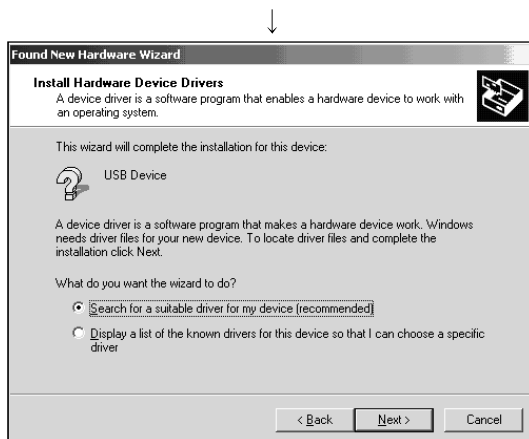 Found New Hardware Wizard
Install Hardware Device Drivers
A device driver is a software program that enables a hardware device to work with
an operating system.
This wizard will complete the installation for this device:
USB Device
A device driver is a software program that makes a hardware device work. Windows
needs driver files for your new device. To locate driver files and complete the
installation click Next.
What do you want the wizard to do?
Search for a suitable driver for my device (recommended)
Display a list of the known drivers for this device so that I can choose a specific
driver
< Back Next > Cancel